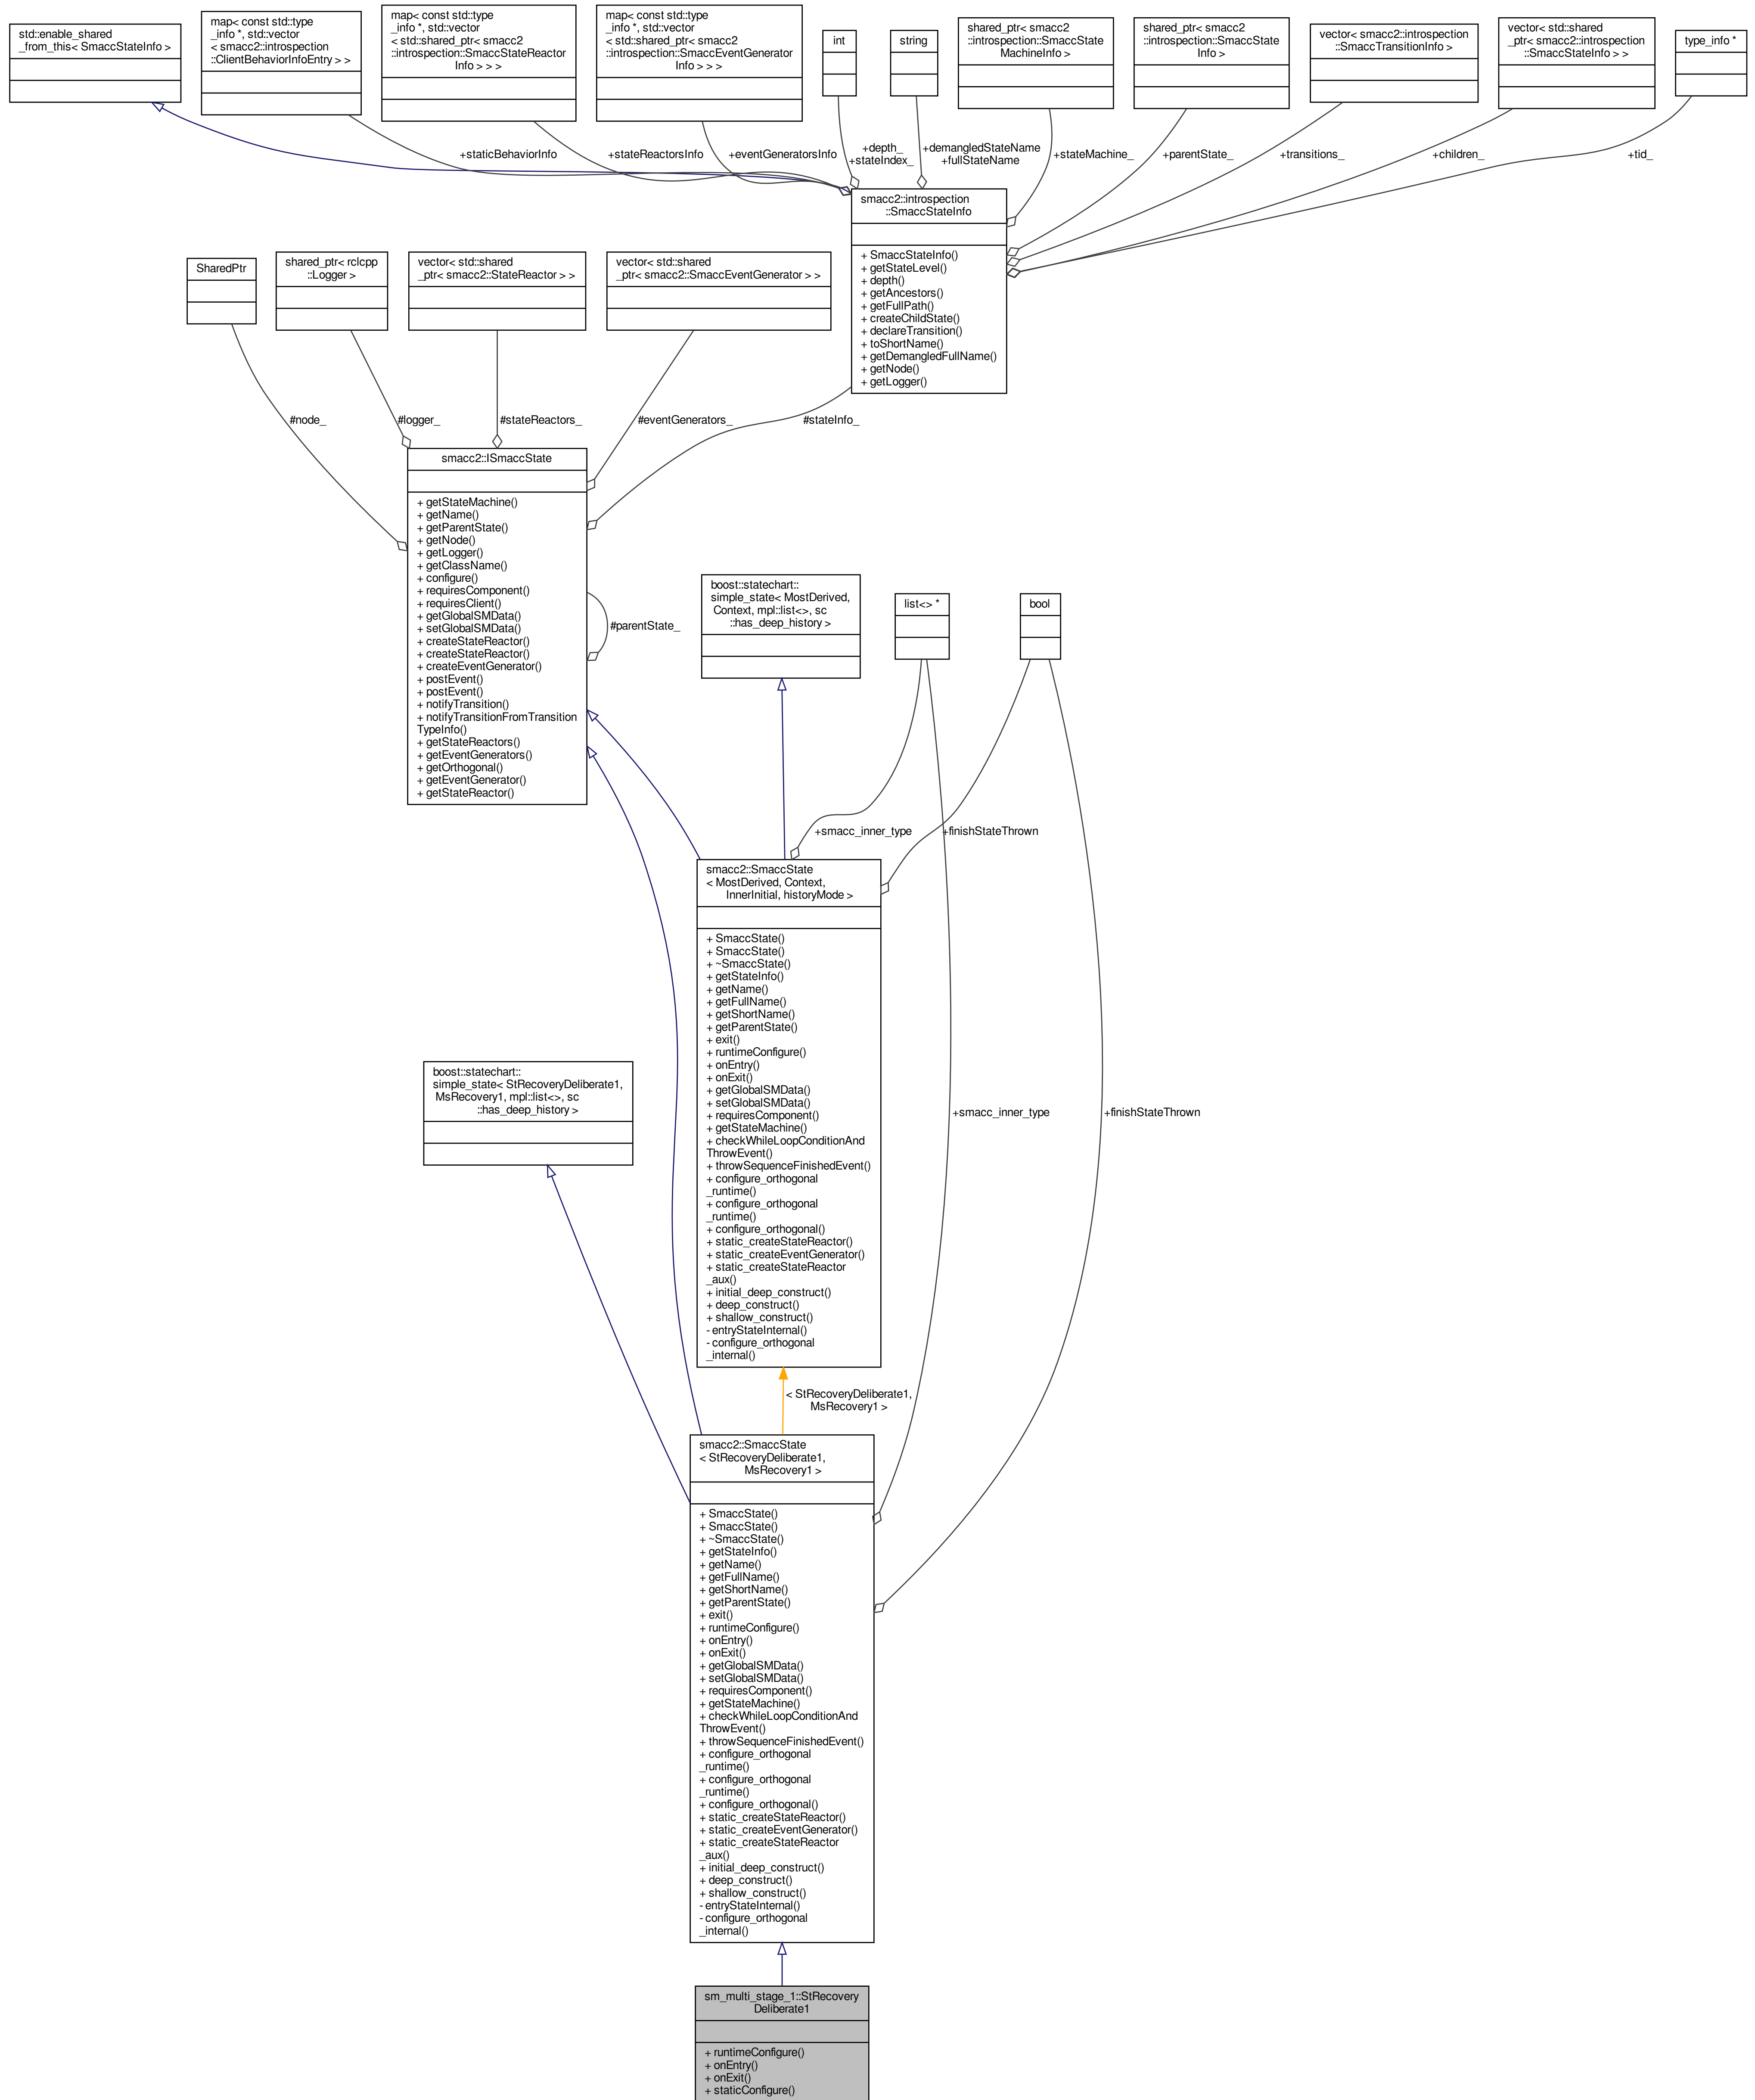 std::enable_shared
_from_this< SmaccStateInfo >
map< const std::type
_info *, std::vector
< smacc2::introspection
::ClientBehaviorInfoEntry > >
map< const std::type
_info *, std::vector
< std::shared_ptr< smacc2
::introspection::SmaccStateReactor
Info > > >
map< const std::type
_info *, std::vector
< std::shared_ptr< smacc2
::introspection::SmaccEventGenerator
Info > > >
int
string
shared_ptr< smacc2
::introspection::SmaccState
MachineInfo >
shared_ptr< smacc2
::introspection::SmaccState
Info >
vector< smacc2::introspection
::SmaccTransitionInfo >
vector< std::shared
_ptr< smacc2::introspection
::SmaccStateInfo > >
type_info *
+staticBehaviorInfo
+stateReactorsInfo
+eventGeneratorsInfo
+depth_
+stateIndex_
+demangledStateName
+fullStateName
+stateMachine_
+parentState_
+transitions_
+children_
+tid_
smacc2::introspection
::SmaccStateInfo
+ SmaccStateInfo()
+ getStateLevel()
+ depth()
+ getAncestors()
+ getFullPath()
+ createChildState()
+ declareTransition()
+ toShortName()
+ getDemangledFullName()
+ getNode()
+ getLogger()
SharedPtr
shared_ptr< rclcpp
::Logger >
vector< std::shared
_ptr< smacc2::StateReactor > >
vector< std::shared
_ptr< smacc2::SmaccEventGenerator > >
#node_
#logger_
#stateReactors_
#eventGenerators_
#stateInfo_
smacc2::ISmaccState
+ getStateMachine()
+ getName()
+ getParentState()
+ getNode()
+ getLogger()
+ getClassName()
+ configure()
+ requiresComponent()
+ requiresClient()
+ getGlobalSMData()
+ setGlobalSMData()
+ createStateReactor()
+ createStateReactor()
+ createEventGenerator()
+ postEvent()
+ postEvent()
+ notifyTransition()
+ notifyTransitionFromTransition
TypeInfo()
+ getStateReactors()
+ getEventGenerators()
+ getOrthogonal()
+ getEventGenerator()
+ getStateReactor()
#parentState_
boost::statechart::
simple_state< MostDerived,
Context, mpl::list<>, sc
::has_deep_history >
list<> *
bool
+smacc_inner_type
+finishStateThrown
smacc2::SmaccState
< MostDerived, Context,
InnerInitial, historyMode >
+ SmaccState()
+ SmaccState()
+ ~SmaccState()
+ getStateInfo()
+ getName()
+ getFullName()
+ getShortName()
+ getParentState()
+ exit()
+ runtimeConfigure()
+ onEntry()
+ onExit()
+ getGlobalSMData()
+ setGlobalSMData()
+ requiresComponent()
+ getStateMachine()
+ checkWhileLoopConditionAnd
ThrowEvent()
+ throwSequenceFinishedEvent()
+ configure_orthogonal
_runtime()
+ configure_orthogonal
_runtime()
+ configure_orthogonal()
+ static_createStateReactor()
+ static_createEventGenerator()
+ static_createStateReactor
_aux()
+ initial_deep_construct()
+ deep_construct()
+ shallow_construct()
- entryStateInternal()
- configure_orthogonal
_internal()
boost::statechart::
simple_state< StRecoveryDeliberate1,
MsRecovery1, mpl::list<>, sc
::has_deep_history >
+smacc_inner_type
+finishStateThrown
< StRecoveryDeliberate1,
MsRecovery1 >
smacc2::SmaccState
< StRecoveryDeliberate1,
MsRecovery1 >
+ SmaccState()
+ SmaccState()
+ ~SmaccState()
+ getStateInfo()
+ getName()
+ getFullName()
+ getShortName()
+ getParentState()
+ exit()
+ runtimeConfigure()
+ onEntry()
+ onExit()
+ getGlobalSMData()
+ setGlobalSMData()
+ requiresComponent()
+ getStateMachine()
+ checkWhileLoopConditionAnd
ThrowEvent()
+ throwSequenceFinishedEvent()
+ configure_orthogonal
_runtime()
+ configure_orthogonal
_runtime()
+ configure_orthogonal()
+ static_createStateReactor()
+ static_createEventGenerator()
+ static_createStateReactor
_aux()
+ initial_deep_construct()
+ deep_construct()
+ shallow_construct()
- entryStateInternal()
- configure_orthogonal
_internal()
sm_multi_stage_1::StRecovery
Deliberate1
+ runtimeConfigure()
+ onEntry()
+ onExit()
+ staticConfigure()